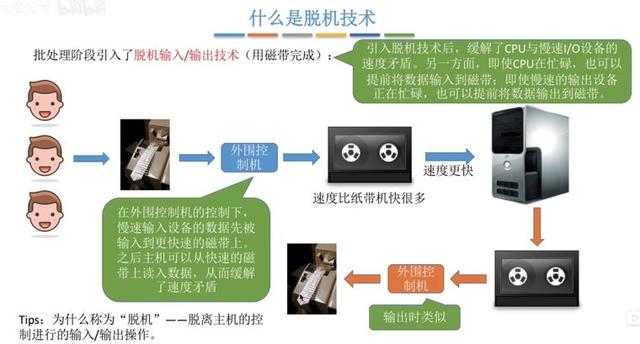 什么是脱机技术
批处理阶段引入了脱机输入/输出技术（用磁带完成）：
引入脱机技术后，缓解了CPU与慢速I/O设备的
速度矛盾。另一方面，即使CPU在忙碌，也可以
提前将数据输入到磁带；即使慢速的输出设备
正在忙碌，也可以提前将数据输出到磁带。
外围控
制机
速度更快
速度比纸带机快很多
在外围控制机的控制下，
慢速输入设备的数据先被
输入到更快速的磁带上。
之后主机可以从快速的磁
带上读入数据，从而缓解
了速度矛盾
外围控
制机
输出时类似
Tips：为什么称为“脱机”——脱离主机的控
制进行的输入/输出操作。